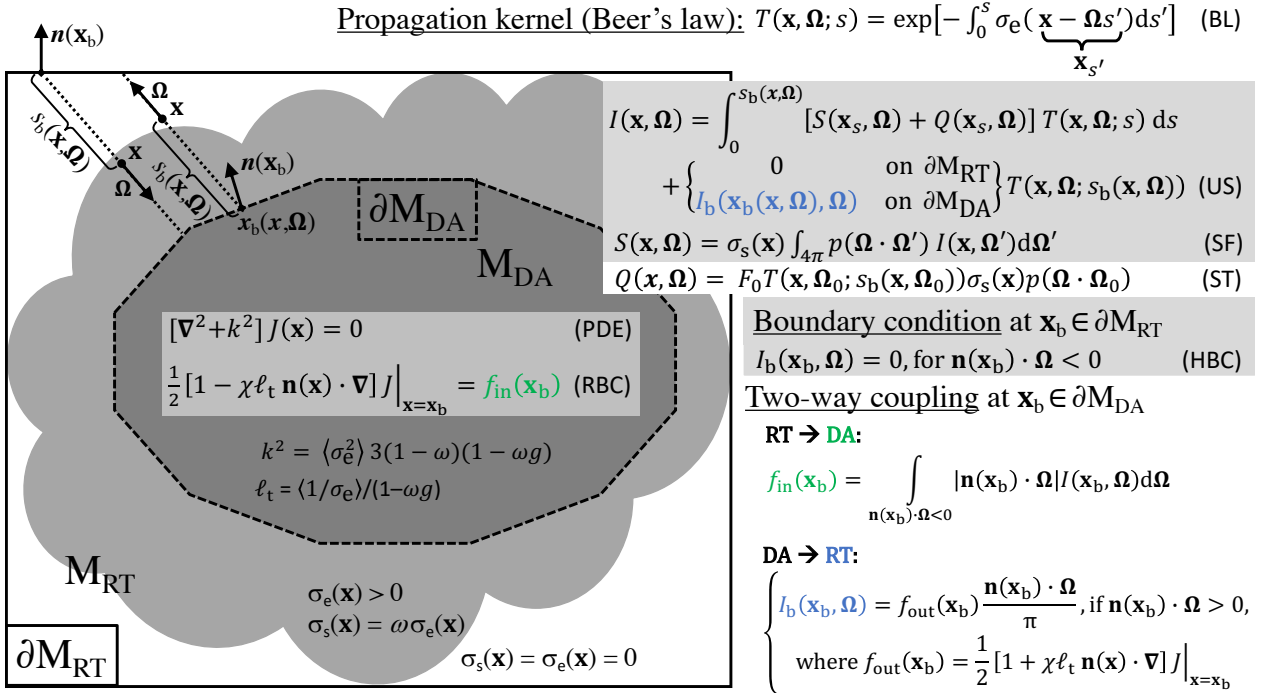 Propagation kernel (Beer's law): T(x, Ω; s) = exp[− ∫₀ˢ σₑ( x − Ωs′)ds′] (BL)
x_{s′}
n(x_b)
Ω
x
s_b(x,Ω)
x
Ω
s_b(x,Ω)
n(x_b)
x_b(x,Ω)
∂M_DA
M_DA
I(x, Ω) = ∫₀^{s_b(x,Ω)} [S(x_s, Ω) + Q(x_s, Ω)] T(x, Ω; s) ds
+ { 0 on ∂M_RT
I_b(x_b(x, Ω), Ω) on ∂M_DA } T(x, Ω; s_b(x, Ω)) (US)
S(x, Ω) = σ_s(x) ∫_{4π} p(Ω · Ω′) I(x, Ω′)dΩ′ (SF)
Q(x, Ω) = F₀T(x, Ω₀; s_b(x, Ω₀))σ_s(x)p(Ω · Ω₀) (ST)
[∇²+k²] J(x) = 0 (PDE)
½ [1 − χℓ_t n(x) · ∇] J|_{x=x_b} = f_in(x_b) (RBC)
k² = ⟨σₑ²⟩ 3(1 − ω)(1 − ωg)
ℓ_t = ⟨1/σₑ⟩/(1−ωg)
Boundary condition at x_b ∈ ∂M_RT
I_b(x_b, Ω) = 0, for n(x_b) · Ω < 0 (HBC)
Two-way coupling at x_b ∈ ∂M_DA
RT → DA:
f_in(x_b) = ∫_{n(x_b)·Ω<0} |n(x_b) · Ω|I(x_b, Ω)dΩ
DA → RT:
{ I_b(x_b, Ω) = f_out(x_b) n(x_b) · Ω / π , if n(x_b) · Ω > 0,
where f_out(x_b) = ½ [1 + χℓ_t n(x) · ∇] J|_{x=x_b}
M_RT
σₑ(x) > 0
σ_s(x) = ωσₑ(x)
σ_s(x) = σₑ(x) = 0
∂M_RT